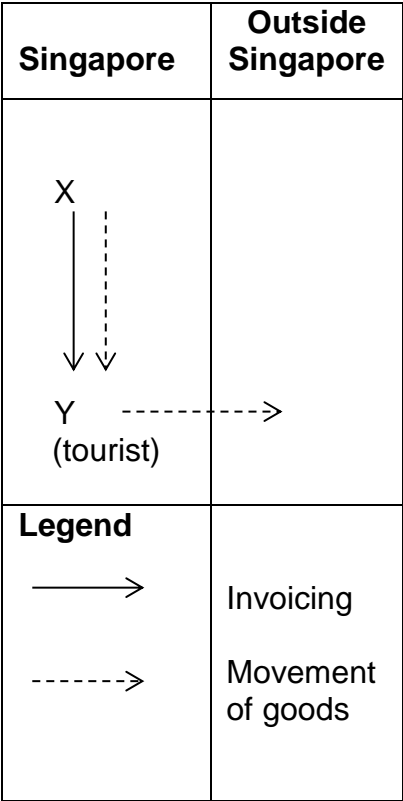 Singapore
Outside
Singapore
X
Y
(tourist)
Legend
Invoicing
Movement
of goods